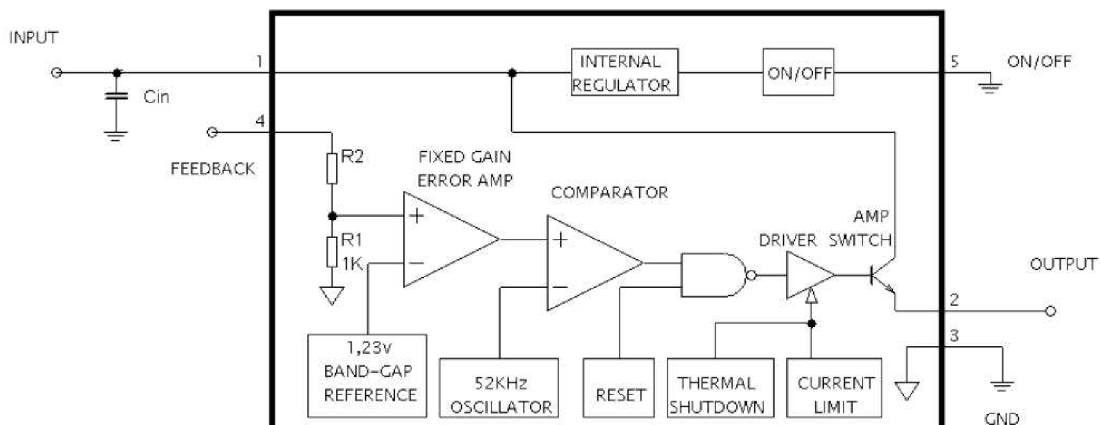 INPUT
1
INTERNAL
REGULATOR
ON/OFF
5
ON/OFF
Cin
4
FEEDBACK
R2
FIXED GAIN
ERROR AMP
COMPARATOR
+
−
R1
1K
+
−
DRIVER
AMP
SWITCH
OUTPUT
2
3
1,23v
BAND-GAP
REFERENCE
52KHz
OSCILLATOR
RESET
THERMAL
SHUTDOWN
CURRENT
LIMIT
GND